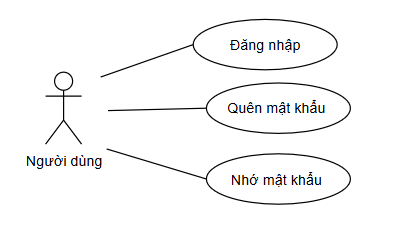 Đăng nhập
Quên mật khẩu
Người dùng
Nhớ mật khẩu